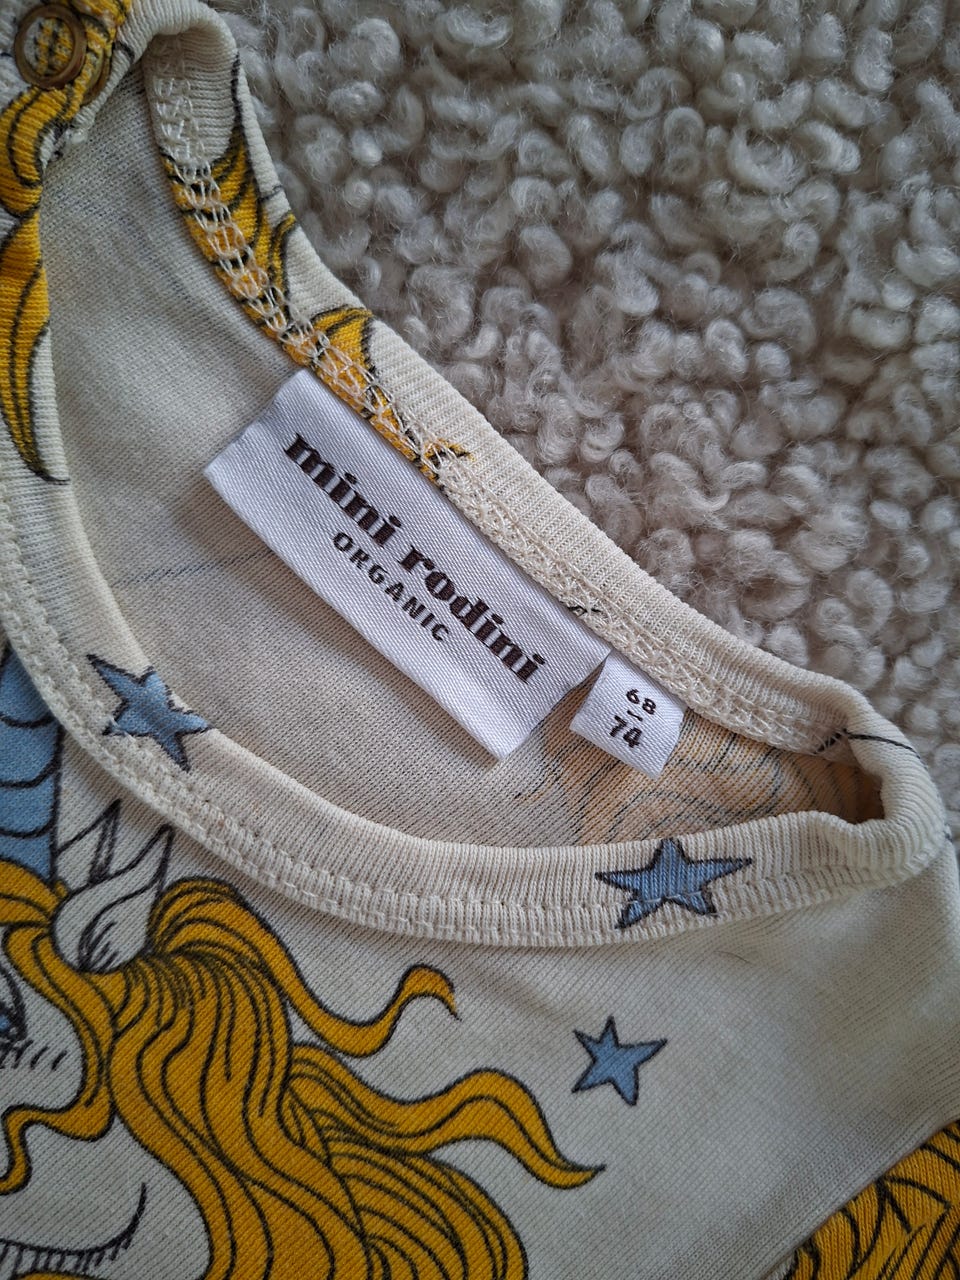 mini rodini
ORGANIC
68
–
74